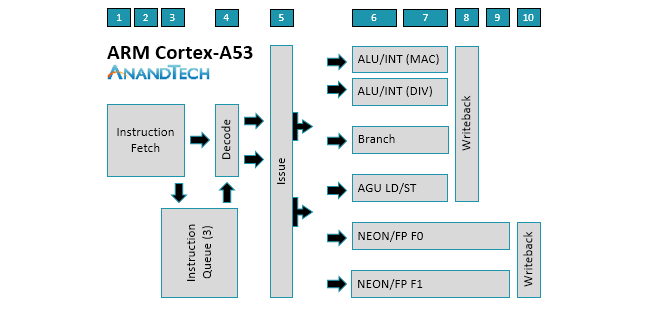 1 2 3 4 5 6 7 8 9 10
ARM Cortex-A53
ANANDTECH
Instruction
Fetch
Decode
Instruction
Queue (3)
Issue
ALU/INT (MAC)
ALU/INT (DIV)
Branch
AGU LD/ST
NEON/FP F0
NEON/FP F1
Writeback
Writeback